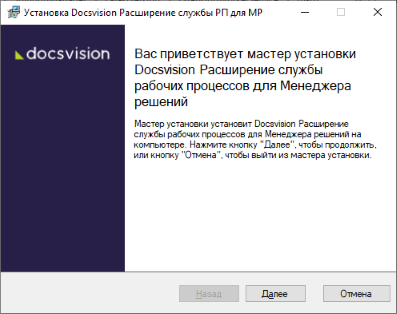 Установка Docsvision Расширение службы РП для МР
docsvision
Вас приветствует мастер установки
Docsvision Расширение службы
рабочих процессов для Менеджера
решений
Мастер установки установит Docsvision Расширение
службы рабочих процессов для Менеджера решений на
компьютере. Нажмите кнопку "Далее", чтобы продолжить,
или кнопку "Отмена", чтобы выйти из мастера установки.
Назад
Далее
Отмена